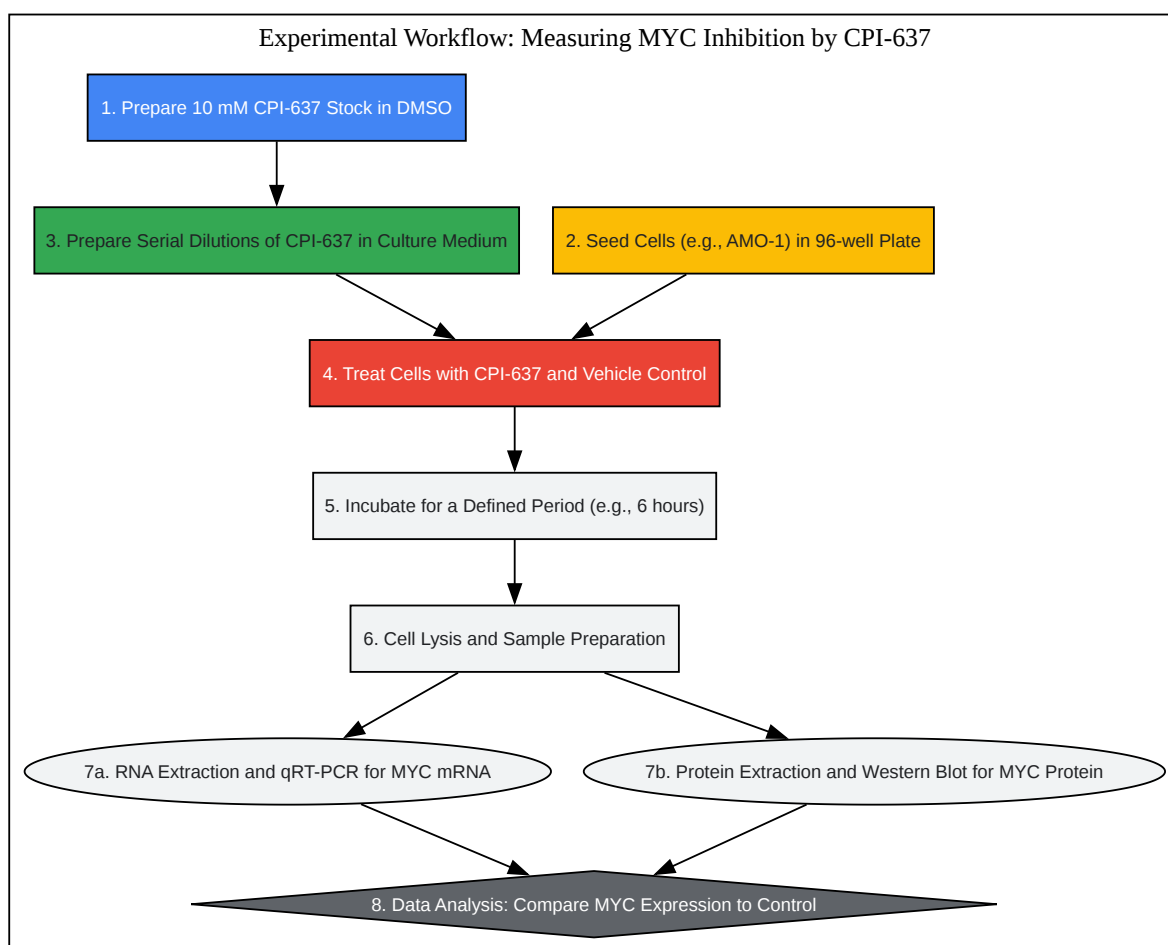 Experimental Workflow: Measuring MYC Inhibition by CPI-637
1. Prepare 10 mM CPI-637 Stock in DMSO
3. Prepare Serial Dilutions of CPI-637 in Culture Medium
2. Seed Cells (e.g., AMO-1) in 96-well Plate
4. Treat Cells with CPI-637 and Vehicle Control
5. Incubate for a Defined Period (e.g., 6 hours)
6. Cell Lysis and Sample Preparation
7a. RNA Extraction and qRT-PCR for MYC mRNA
7b. Protein Extraction and Western Blot for MYC Protein
8. Data Analysis: Compare MYC Expression to Control